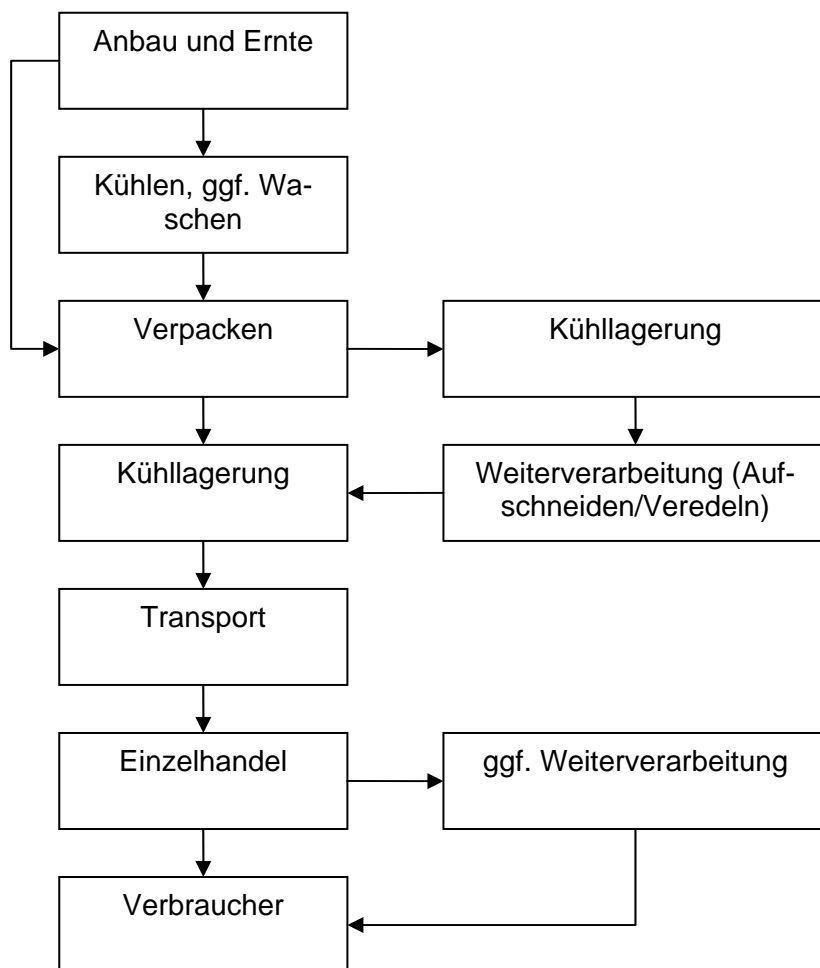 Anbau und Ernte
Kühlen, ggf. Wa-
schen
Verpacken
Kühllagerung
Kühllagerung
Weiterverarbeitung (Auf-
schneiden/Veredeln)
Transport
Einzelhandel
ggf. Weiterverarbeitung
Verbraucher